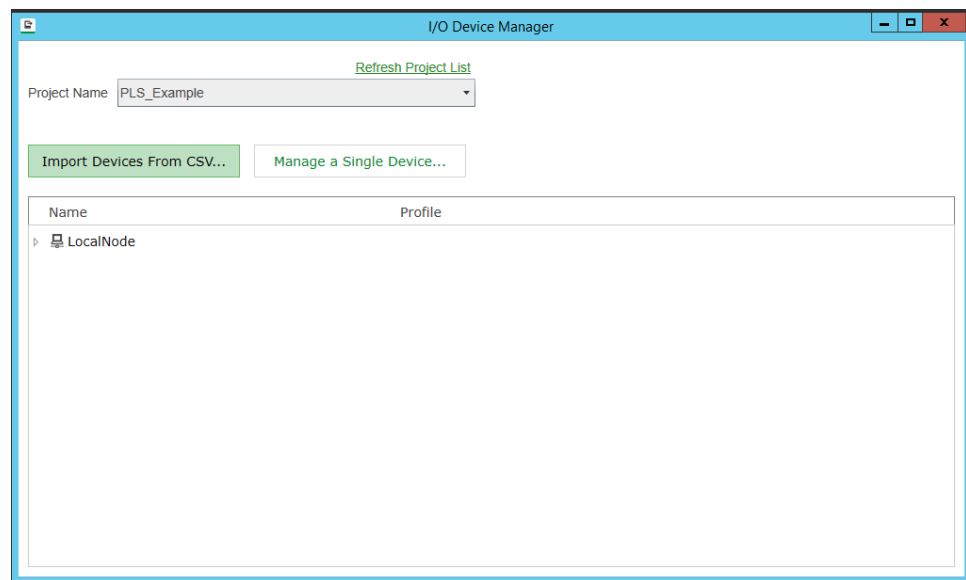 I/O Device Manager
Refresh Project List
Project Name PLS_Example
Import Devices From CSV... Manage a Single Device...
Name Profile
LocalNode